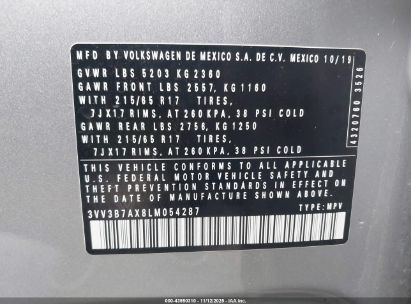 MFD BY VOLKSWAGEN DE MEXICO S.A. DE C.V. MEXICO 10/19
GVWR LBS 5203 KG 2360
GAWR FRONT LBS 2557, KG 1160
WITH 215/65 R17 TIRES,
7JX17 RIMS, AT 260 KPA, 38 PSI COLD
GAWR REAR LBS 2756, KG 1250
WITH 215/65 R17 TIRES,
7JX17 RIMS, AT 260 KPA, 38 PSI COLD
THIS VEHICLE CONFORMS TO ALL APPLICABLE
U.S. FEDERAL MOTOR VEHICLE SAFETY AND
THEFT PREVENTION STANDARDS IN EFFECT ON
THE DATE OF MANUFACTURE SHOWN ABOVE.
3VV3B7AX8LM054287 TYPE: MPV
4320780 3526